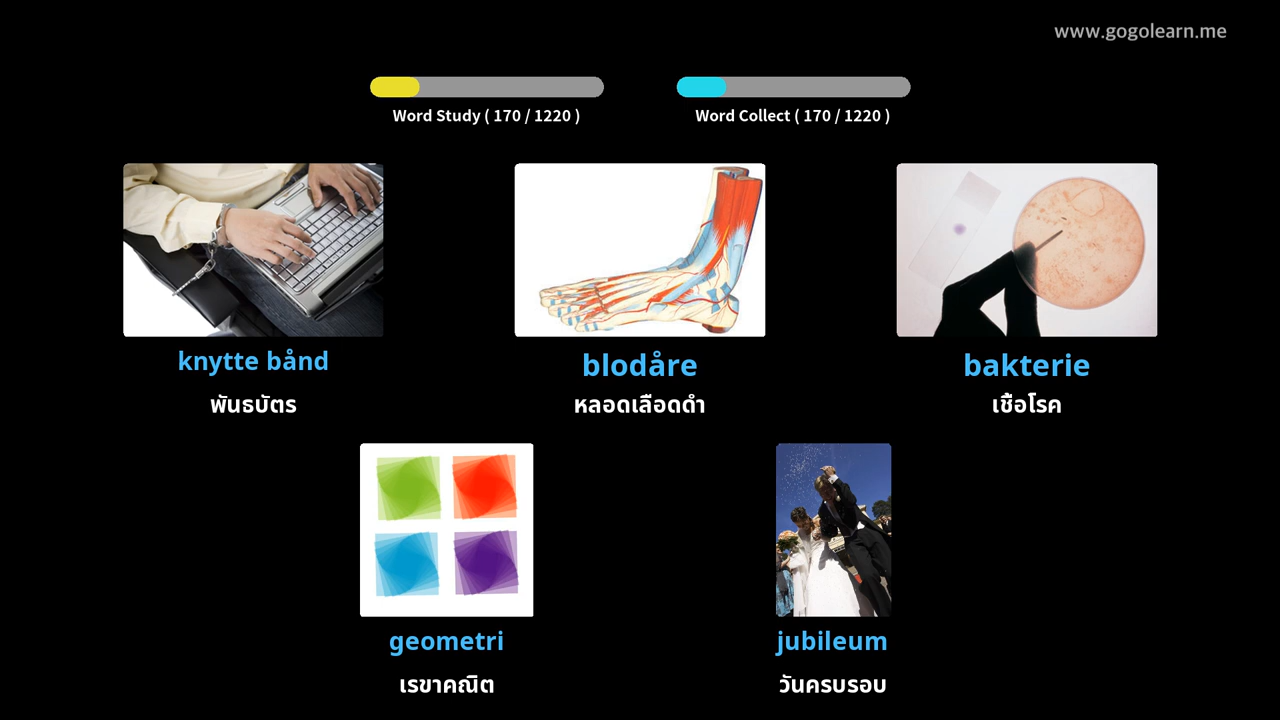 www.gogolearn.me
Word Study ( 170 / 1220 )
Word Collect ( 170 / 1220 )
knytte bånd
blodåre
bakterie
พันธบัตร
หลอดเลือดดำ
เชื้อโรค
geometri
jubileum
เรขาคณิต
วันครบรอบ